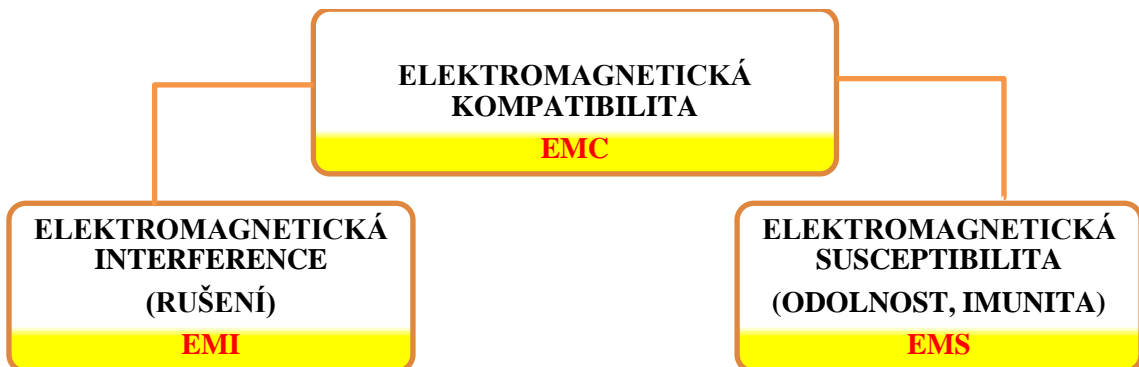 ELEKTROMAGNETICKÁ
KOMPATIBILITA
EMC
ELEKTROMAGNETICKÁ
INTERFERENCE
(RUŠENÍ)
EMI
ELEKTROMAGNETICKÁ
SUSCEPTIBILITA
(ODOLNOST, IMUNITA)
EMS